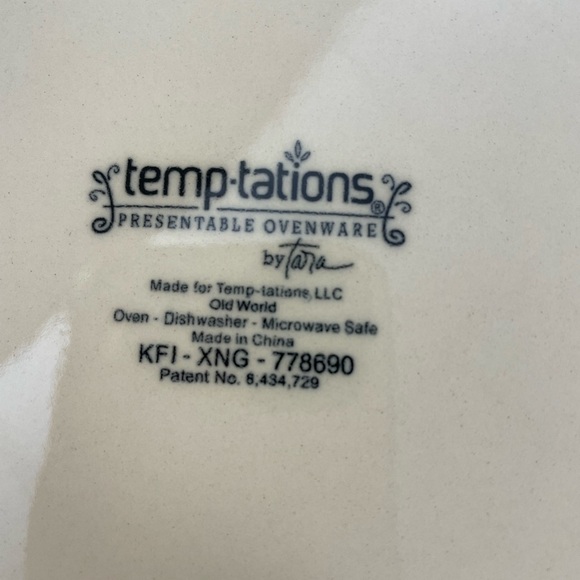 temp-tations®
PRESENTABLE OVENWARE
by Tara
Made for Temp-tations, LLC
Old World
Oven - Dishwasher - Microwave Safe
Made in China
KFI - XNG - 778690
Patent No. 6,434,729